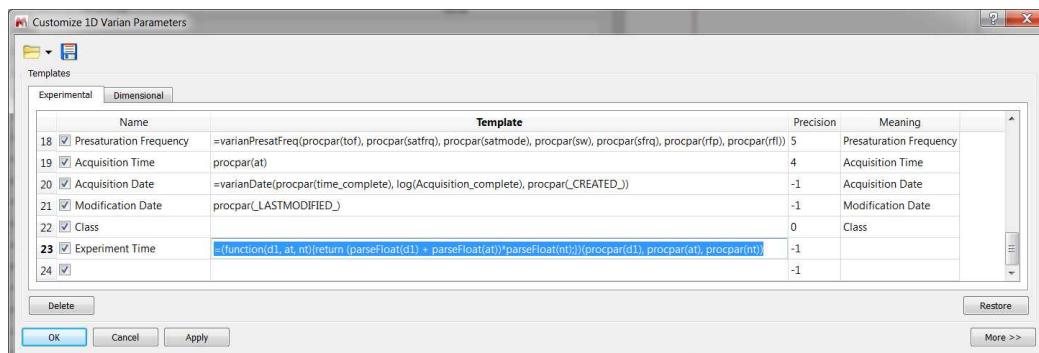 Customize 1D Varian Parameters
Templates
Experimental Dimensional
Name Template Precision Meaning
18 Presaturation Frequency =varianPresatFreq(procpar(tof), procpar(satfrq), procpar(satmode), procpar(sw), procpar(sfrq), procpar(rfp), procpar(rfl)) 5 Presaturation Frequency
19 Acquisition Time procpar(at) 4 Acquisition Time
20 Acquisition Date =varianDate(procpar(time_complete), log(Acquisition_complete), procpar(_CREATED_)) -1 Acquisition Date
21 Modification Date procpar(_LASTMODIFIED_) -1 Modification Date
22 Class 0 Class
23 Experiment Time =(function(d1, at, nt){return (parseFloat(d1) + parseFloat(at))*parseFloat(nt);})(procpar(d1), procpar(at), procpar(nt)) -1
24 -1
Delete Restore
OK Cancel Apply More >>